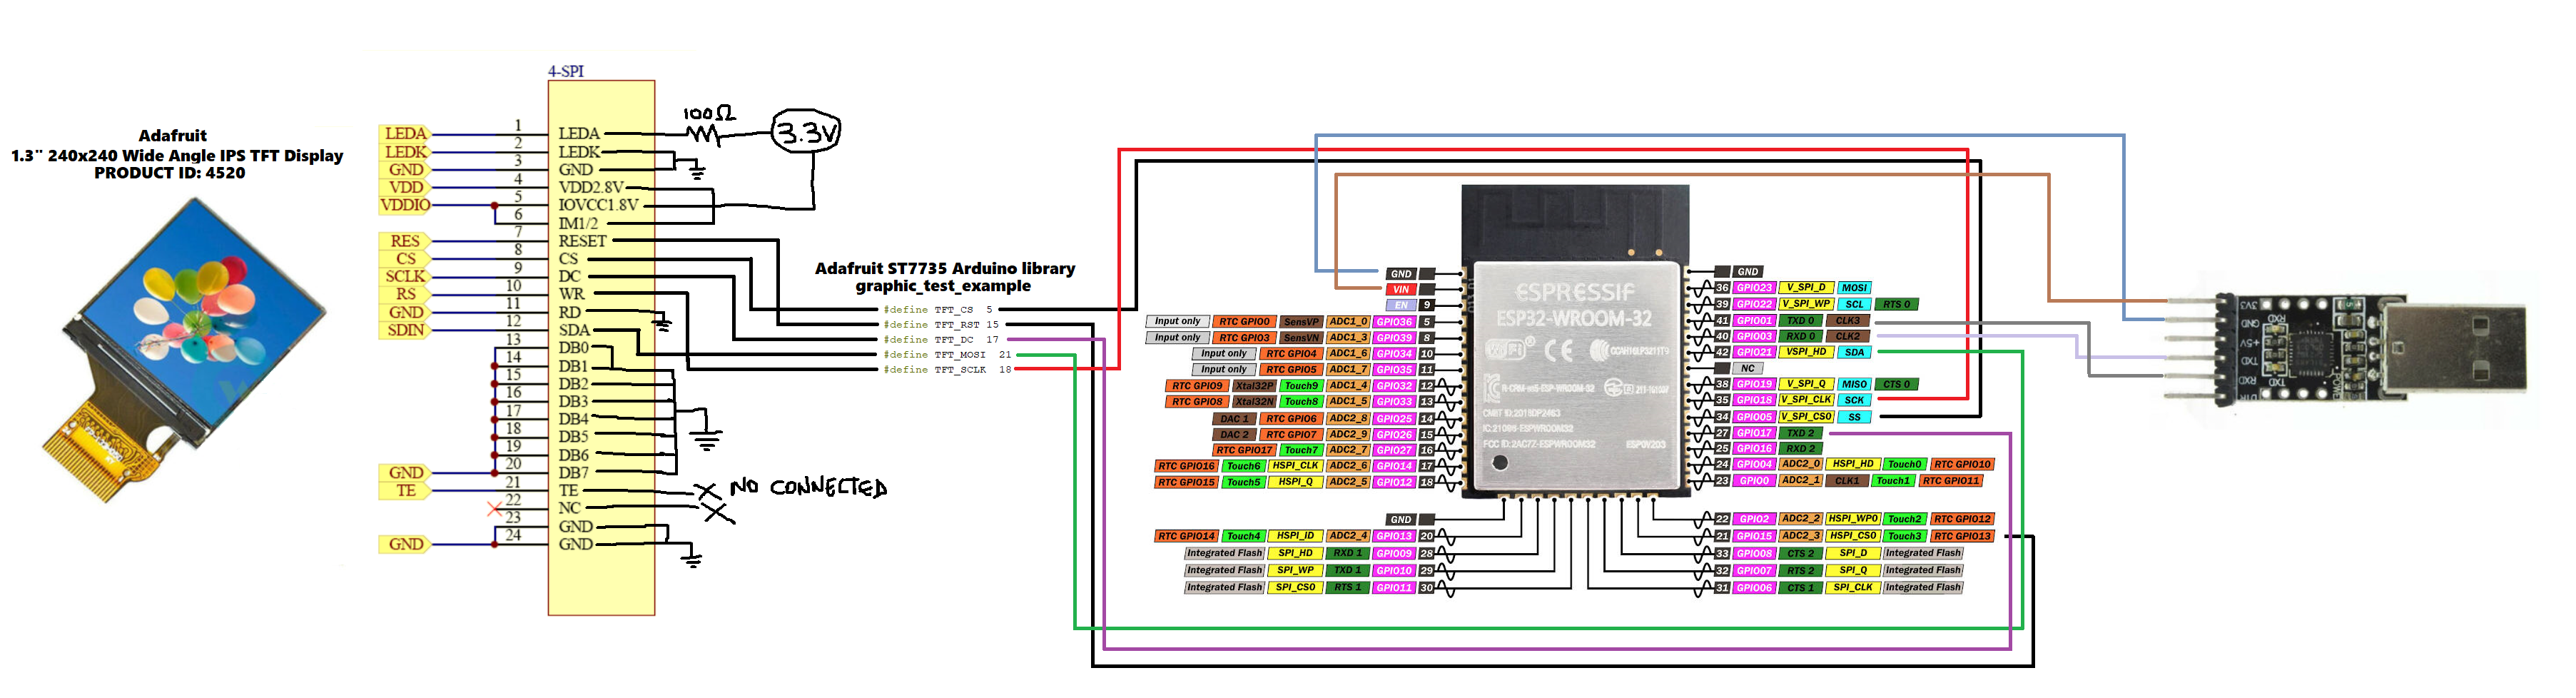 Adafruit
1.3" 240x240 Wide Angle IPS TFT Display
PRODUCT ID: 4520
4-SPI
LEDA 1 LEDA
LEDK 2 LEDK
GND 3 GND
VDD 4 VDD2.8V
VDDIO 5 IOVCC1.8V
6 IM1/2
RES 7 RESET
CS 8 CS
SCLK 9 DC
RS 10 WR
GND 11 RD
SDIN 12 SDA
13 DB0
14 DB1
15 DB2
16 DB3
17 DB4
18 DB5
19 DB6
GND 20 DB7
TE 21 TE
22 NC
23 GND
GND 24 GND
100Ω
3.3V
NO CONNECTED
Adafruit ST7735 Arduino library
graphic_test_example
#define TFT_CS 5
#define TFT_RST 15
#define TFT_DC 17
#define TFT_MOSI 21
#define TFT_SCLK 18
GND
VIN
EN 9
Input only RTC GPIO0 SensVP ADC1_0 GPIO36 5
Input only RTC GPIO3 SensVN ADC1_3 GPIO39 8
Input only RTC GPIO4 ADC1_6 GPIO34 10
Input only RTC GPIO5 ADC1_7 GPIO35 11
RTC GPIO9 Xtal32P Touch9 ADC1_4 GPIO32 12
RTC GPIO8 Xtal32N Touch8 ADC1_5 GPIO33 13
DAC 1 RTC GPIO6 ADC2_8 GPIO25 14
DAC 2 RTC GPIO7 ADC2_9 GPIO26 15
RTC GPIO17 Touch7 ADC2_7 GPIO27 16
RTC GPIO16 Touch6 HSPI_CLK ADC2_6 GPIO14 17
RTC GPIO15 Touch5 HSPI_Q ADC2_5 GPIO12 18
GND
RTC GPIO14 Touch4 HSPI_ID ADC2_4 GPIO13 20
Integrated Flash SPI_HD RXD 1 GPIO09 28
Integrated Flash SPI_WP TXD 1 GPIO10 29
Integrated Flash SPI_CS0 RTS 1 GPIO11 30
ESPRESSIF
ESP32-WROOM-32
WiFi CE
GND
36 GPIO23 V_SPI_D MOSI
39 GPIO22 V_SPI_WP SCL RTS 0
41 GPIO01 TXD 0 CLK3
40 GPIO03 RXD 0 CLK2
42 GPIO21 VSPI_HD SDA
NC
38 GPIO19 V_SPI_Q MISO CTS 0
35 GPIO18 V_SPI_CLK SCK
34 GPIO05 V_SPI_CS0 SS
27 GPIO17 TXD 2
25 GPIO16 RXD 2
24 GPIO04 ADC2_0 HSPI_HD Touch0 RTC GPIO10
23 GPIO0 ADC2_1 CLK1 Touch1 RTC GPIO11
22 GPIO2 ADC2_2 HSPI_WP0 Touch2 RTC GPIO12
21 GPIO15 ADC2_3 HSPI_CS0 Touch3 RTC GPIO13
33 GPIO08 CTS 2 SPI_D Integrated Flash
32 GPIO07 RTS 2 SPI_Q Integrated Flash
31 GPIO06 CTS 1 SPI_CLK Integrated Flash
3V3
GND
+5V
TXD
RXD
DTR
RXD
TXD
POWER